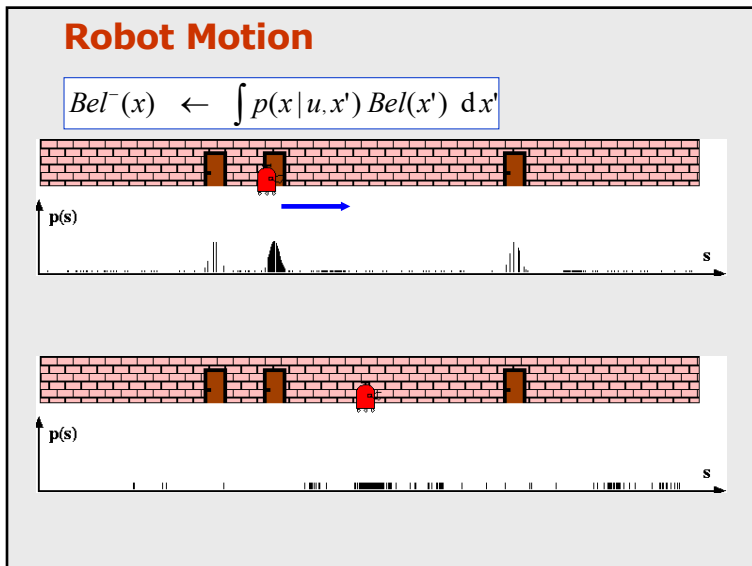 Robot Motion
Bel⁻(x) ← ∫ p(x | u, x') Bel(x') dx'
p(s)
s
p(s)
s